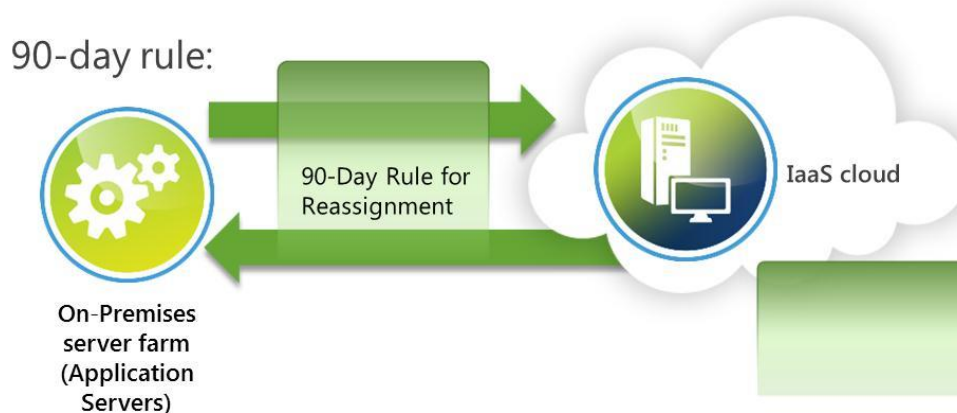 90-day rule:
90-Day Rule for
Reassignment
IaaS cloud
On-Premises
server farm
(Application
Servers)